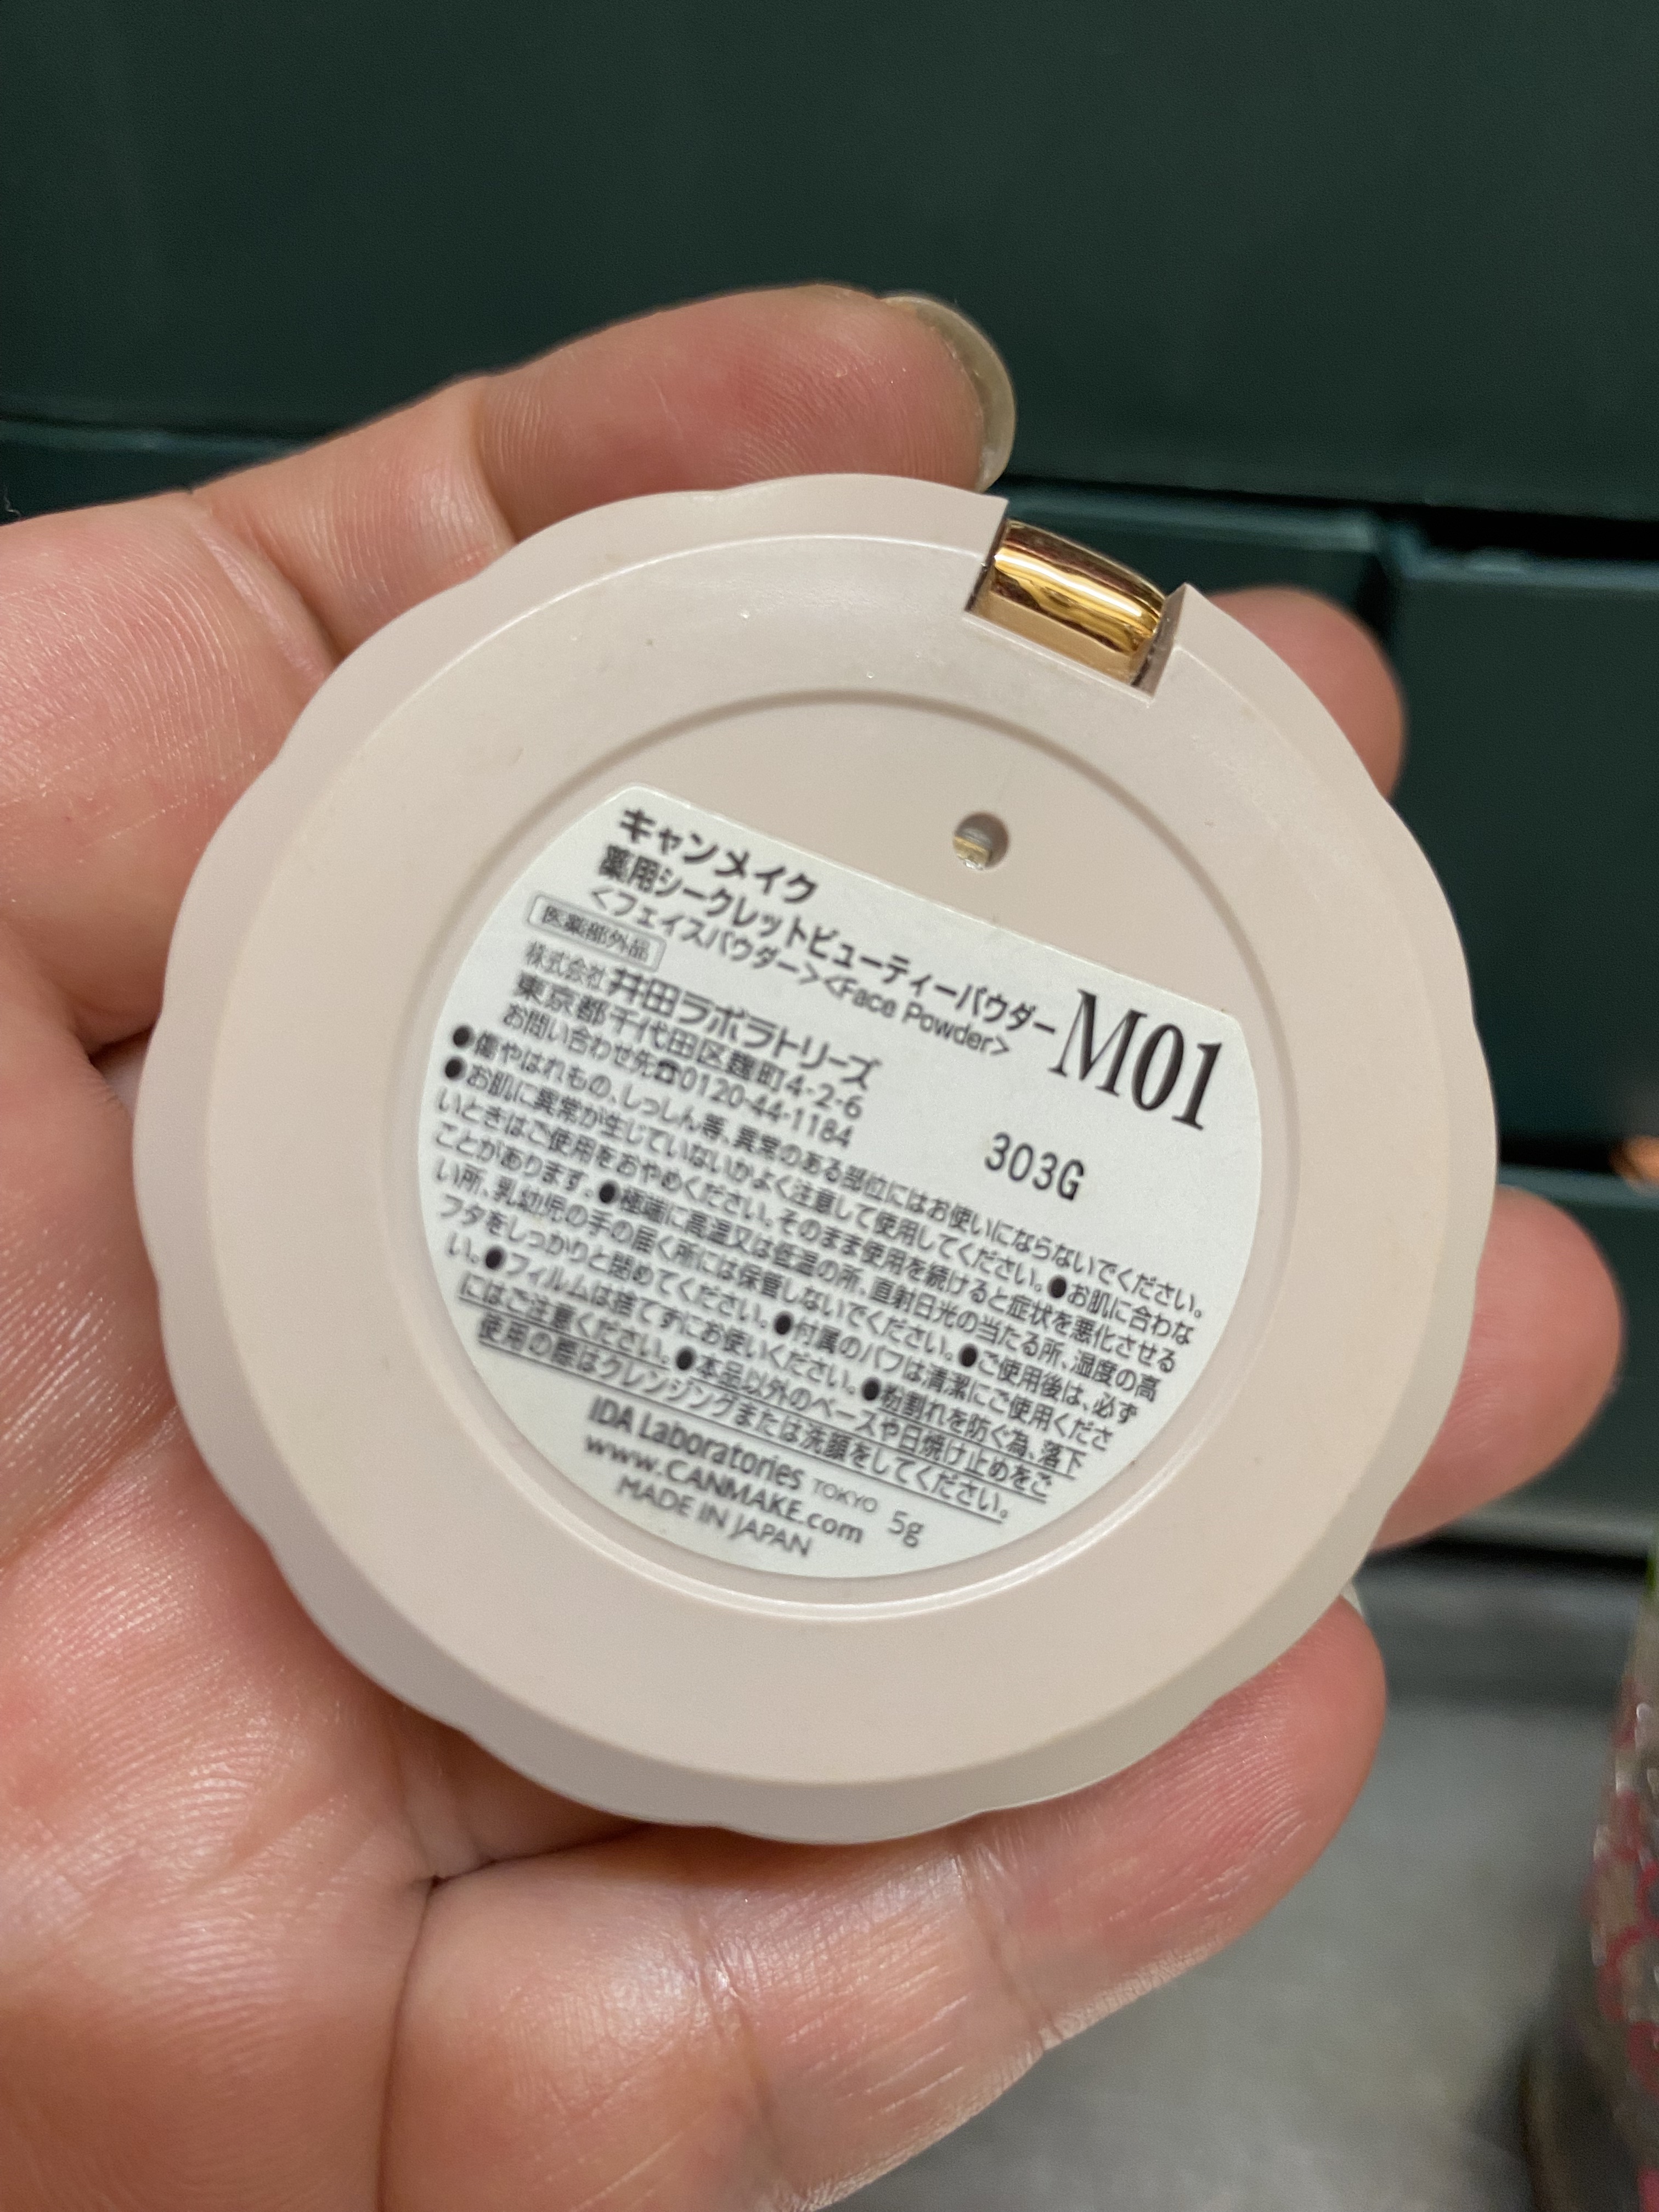 キャンメイク
薬用シークレットビューティーパウダー M01
<フェイスパウダー><Face Powder>
医薬部外品
株式会社 井田ラボラトリーズ
東京都千代田区麹町4-2-6
お問い合わせ先☎0120-44-1184
303G
●傷やはれもの、しっしん等、異常のある部位にはお使いにならないでください。
●お肌に異常が生じていないかよく注意して使用してください。●お肌に合わな
いときはご使用をおやめください。そのまま使用を続けると症状を悪化させる
ことがあります。●極端に高温又は低温の所、直射日光の当たる所、湿度の高
い所、乳幼児の手の届く所には保管しないでください。●ご使用後は、必ず
フタをしっかりと閉めてください。●付属のパフは清潔にご使用くださ
い。●フィルムは捨てずにお使いください。●粉割れを防ぐ為、落下
にはご注意ください。●本品以外のベースや日焼け止めをご
使用の際はクレンジングまたは洗顔をしてください。
IDA Laboratories TOKYO 5g
www.CANMAKE.com
MADE IN JAPAN